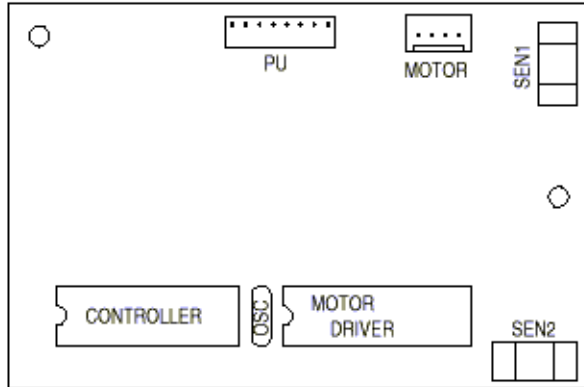 PU
MOTOR
SEN1
CONTROLLER
OSC
MOTOR
DRIVER
SEN2